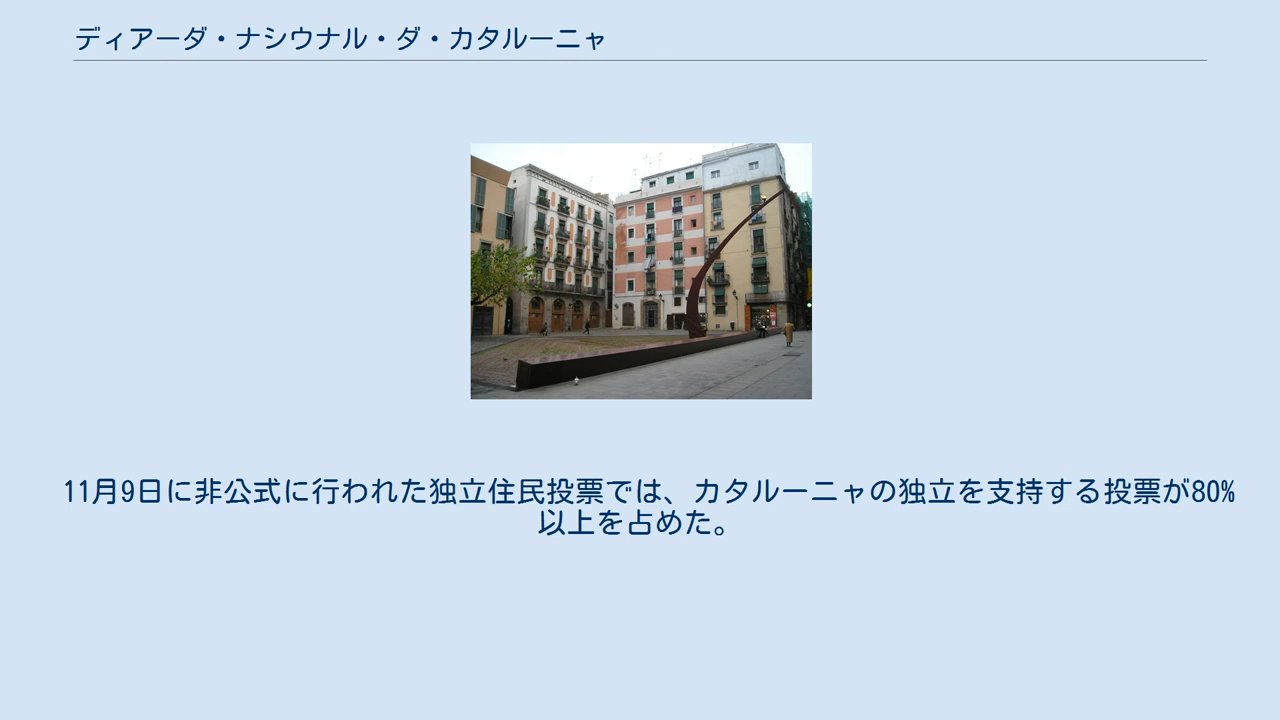 ディアーダ・ナシウナル・ダ・カタルーニャ
11月9日に非公式に行われた独立住民投票では、カタルーニャの独立を支持する投票が80%
以上を占めた。